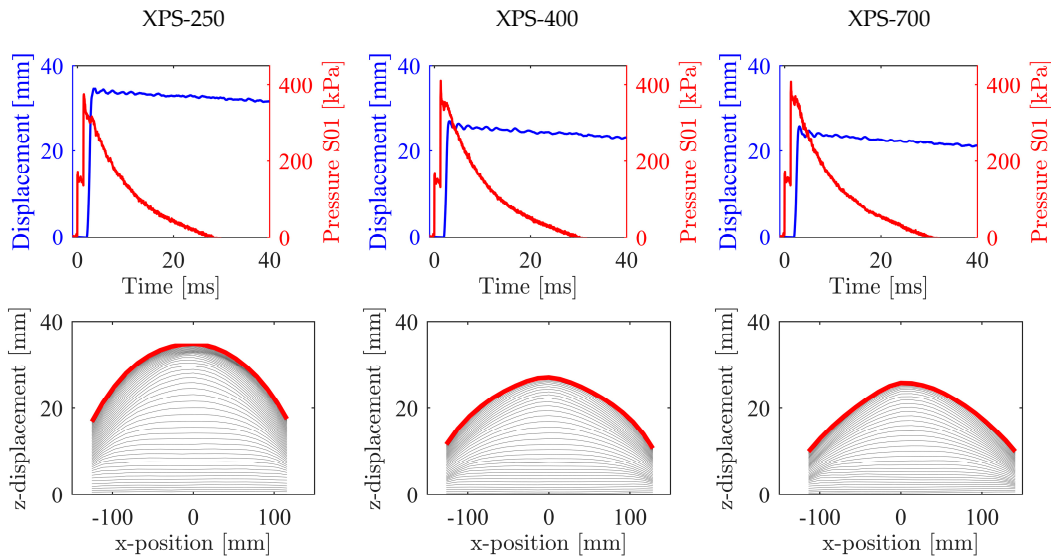 XPS-250
XPS-400
XPS-700
Displacement [mm]
40
20
0
0
20
40
Time [ms]
400
200
0
Pressure S01 [kPa]
Displacement [mm]
40
20
0
0
20
40
Time [ms]
400
200
0
Pressure S01 [kPa]
Displacement [mm]
40
20
0
0
20
40
Time [ms]
400
200
0
Pressure S01 [kPa]
z-displacement [mm]
40
20
0
-100
0
100
x-position [mm]
z-displacement [mm]
40
20
0
-100
0
100
x-position [mm]
z-displacement [mm]
40
20
0
-100
0
100
x-position [mm]